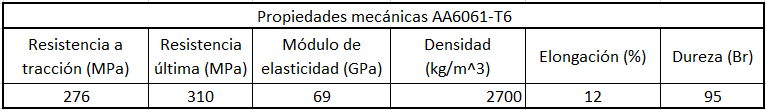 Propiedades mecánicas AA6061-T6
Resistencia a tracción (MPa) Resistencia última (MPa) Módulo de elasticidad (GPa) Densidad (kg/m^3) Elongación (%) Dureza (Br)
276 310 69 2700 12 95